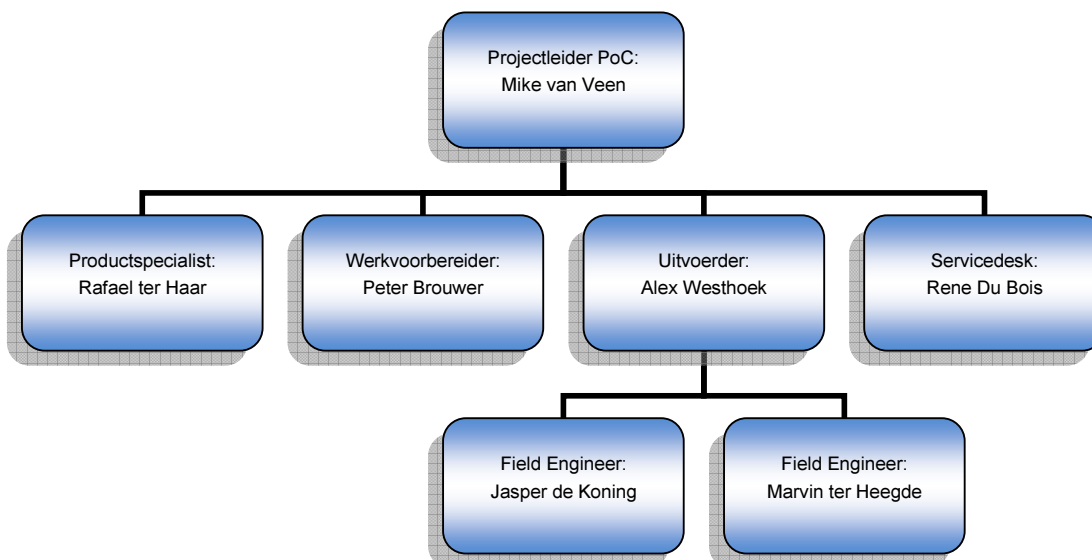 Projectleider PoC:
Mike van Veen
Productspecialist:
Rafael ter Haar
Werkvoorbereider:
Peter Brouwer
Uitvoerder:
Alex Westhoek
Servicedesk:
Rene Du Bois
Field Engineer:
Jasper de Koning
Field Engineer:
Marvin ter Heegde